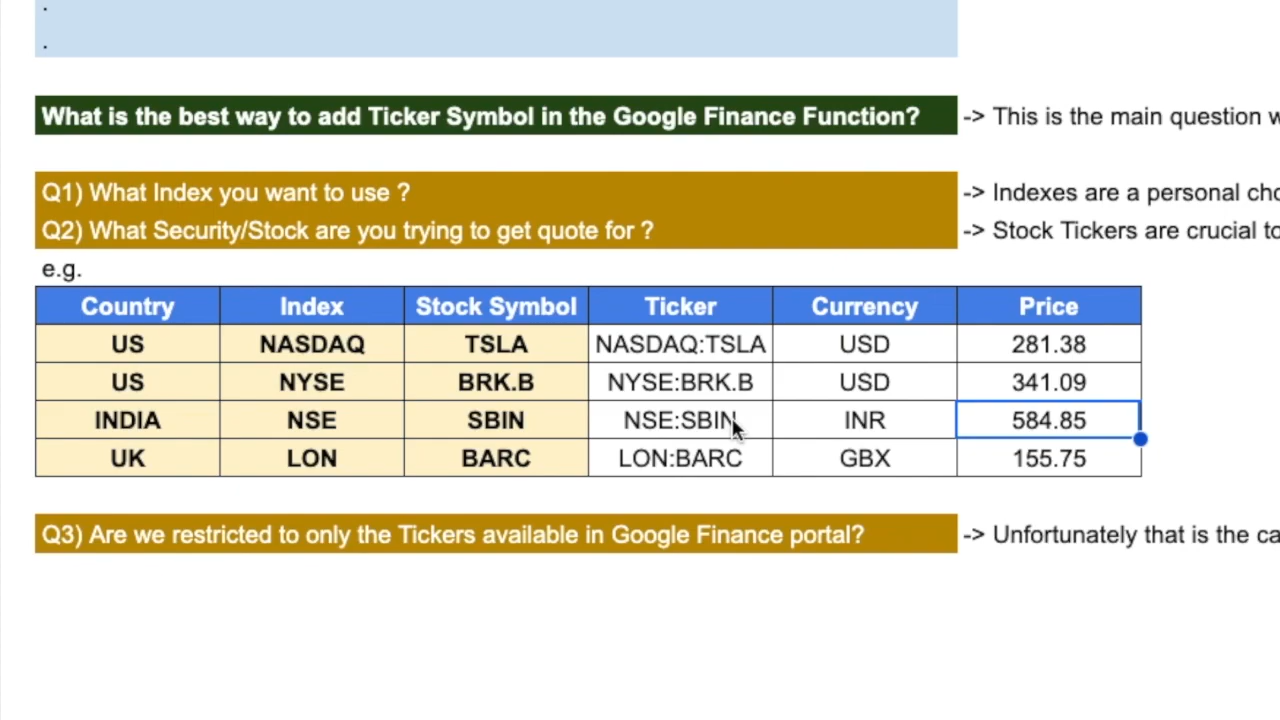 .
.
What is the best way to add Ticker Symbol in the Google Finance Function? -> This is the main question
Q1) What Index you want to use ? -> Indexes are a personal
Q2) What Security/Stock are you trying to get quote for ? -> Stock Tickers are crucial
e.g.
Country Index Stock Symbol Ticker Currency Price
US NASDAQ TSLA NASDAQ:TSLA USD 281.38
US NYSE BRK.B NYSE:BRK.B USD 341.09
INDIA NSE SBIN NSE:SBIN INR 584.85
UK LON BARC LON:BARC GBX 155.75
Q3) Are we restricted to only the Tickers available in Google Finance portal? -> Unfortunately that is the